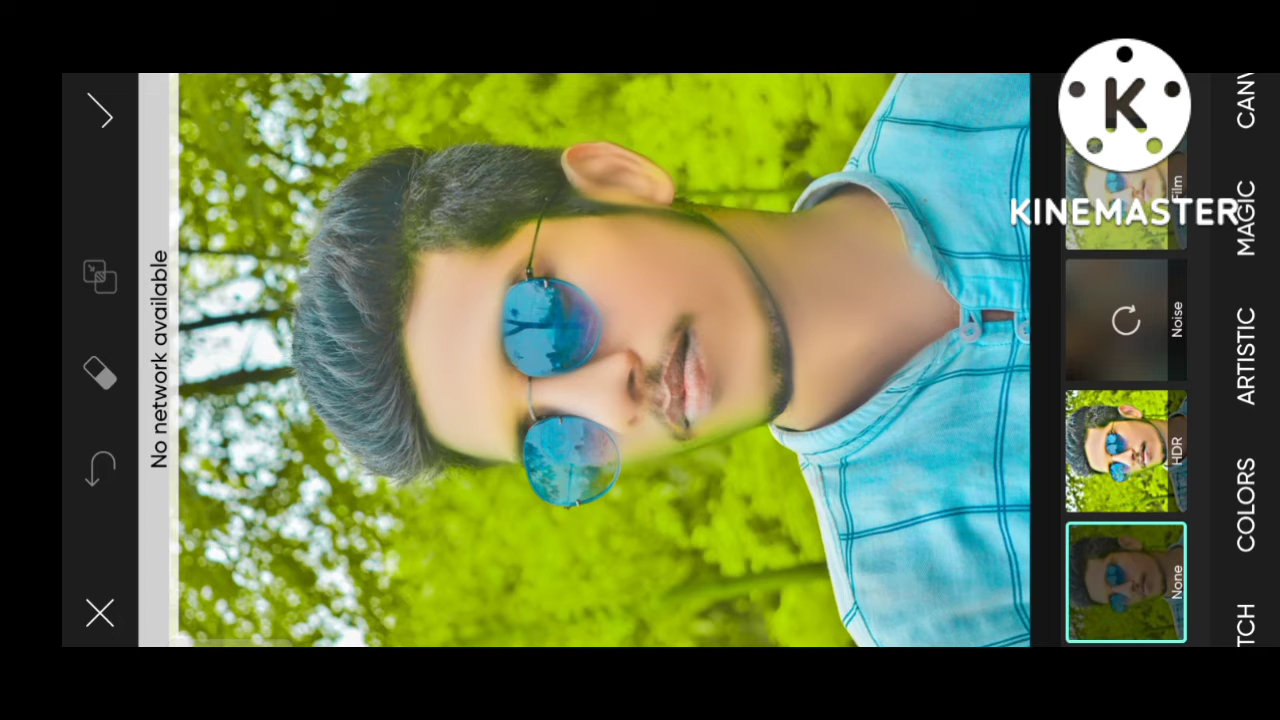 No network available
None
HDR
Noise
Film
COLORS
ARTISTIC
MAGIC
K
KINEMASTER